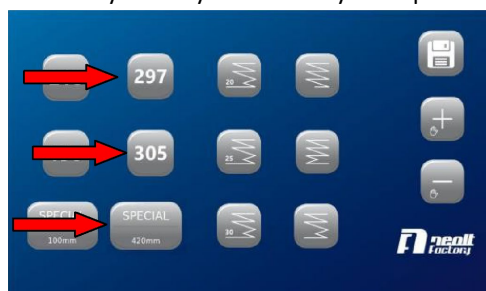 297
20
305
25
SPECIAL
100mm
SPECIAL
420mm
30
neolt
Factory